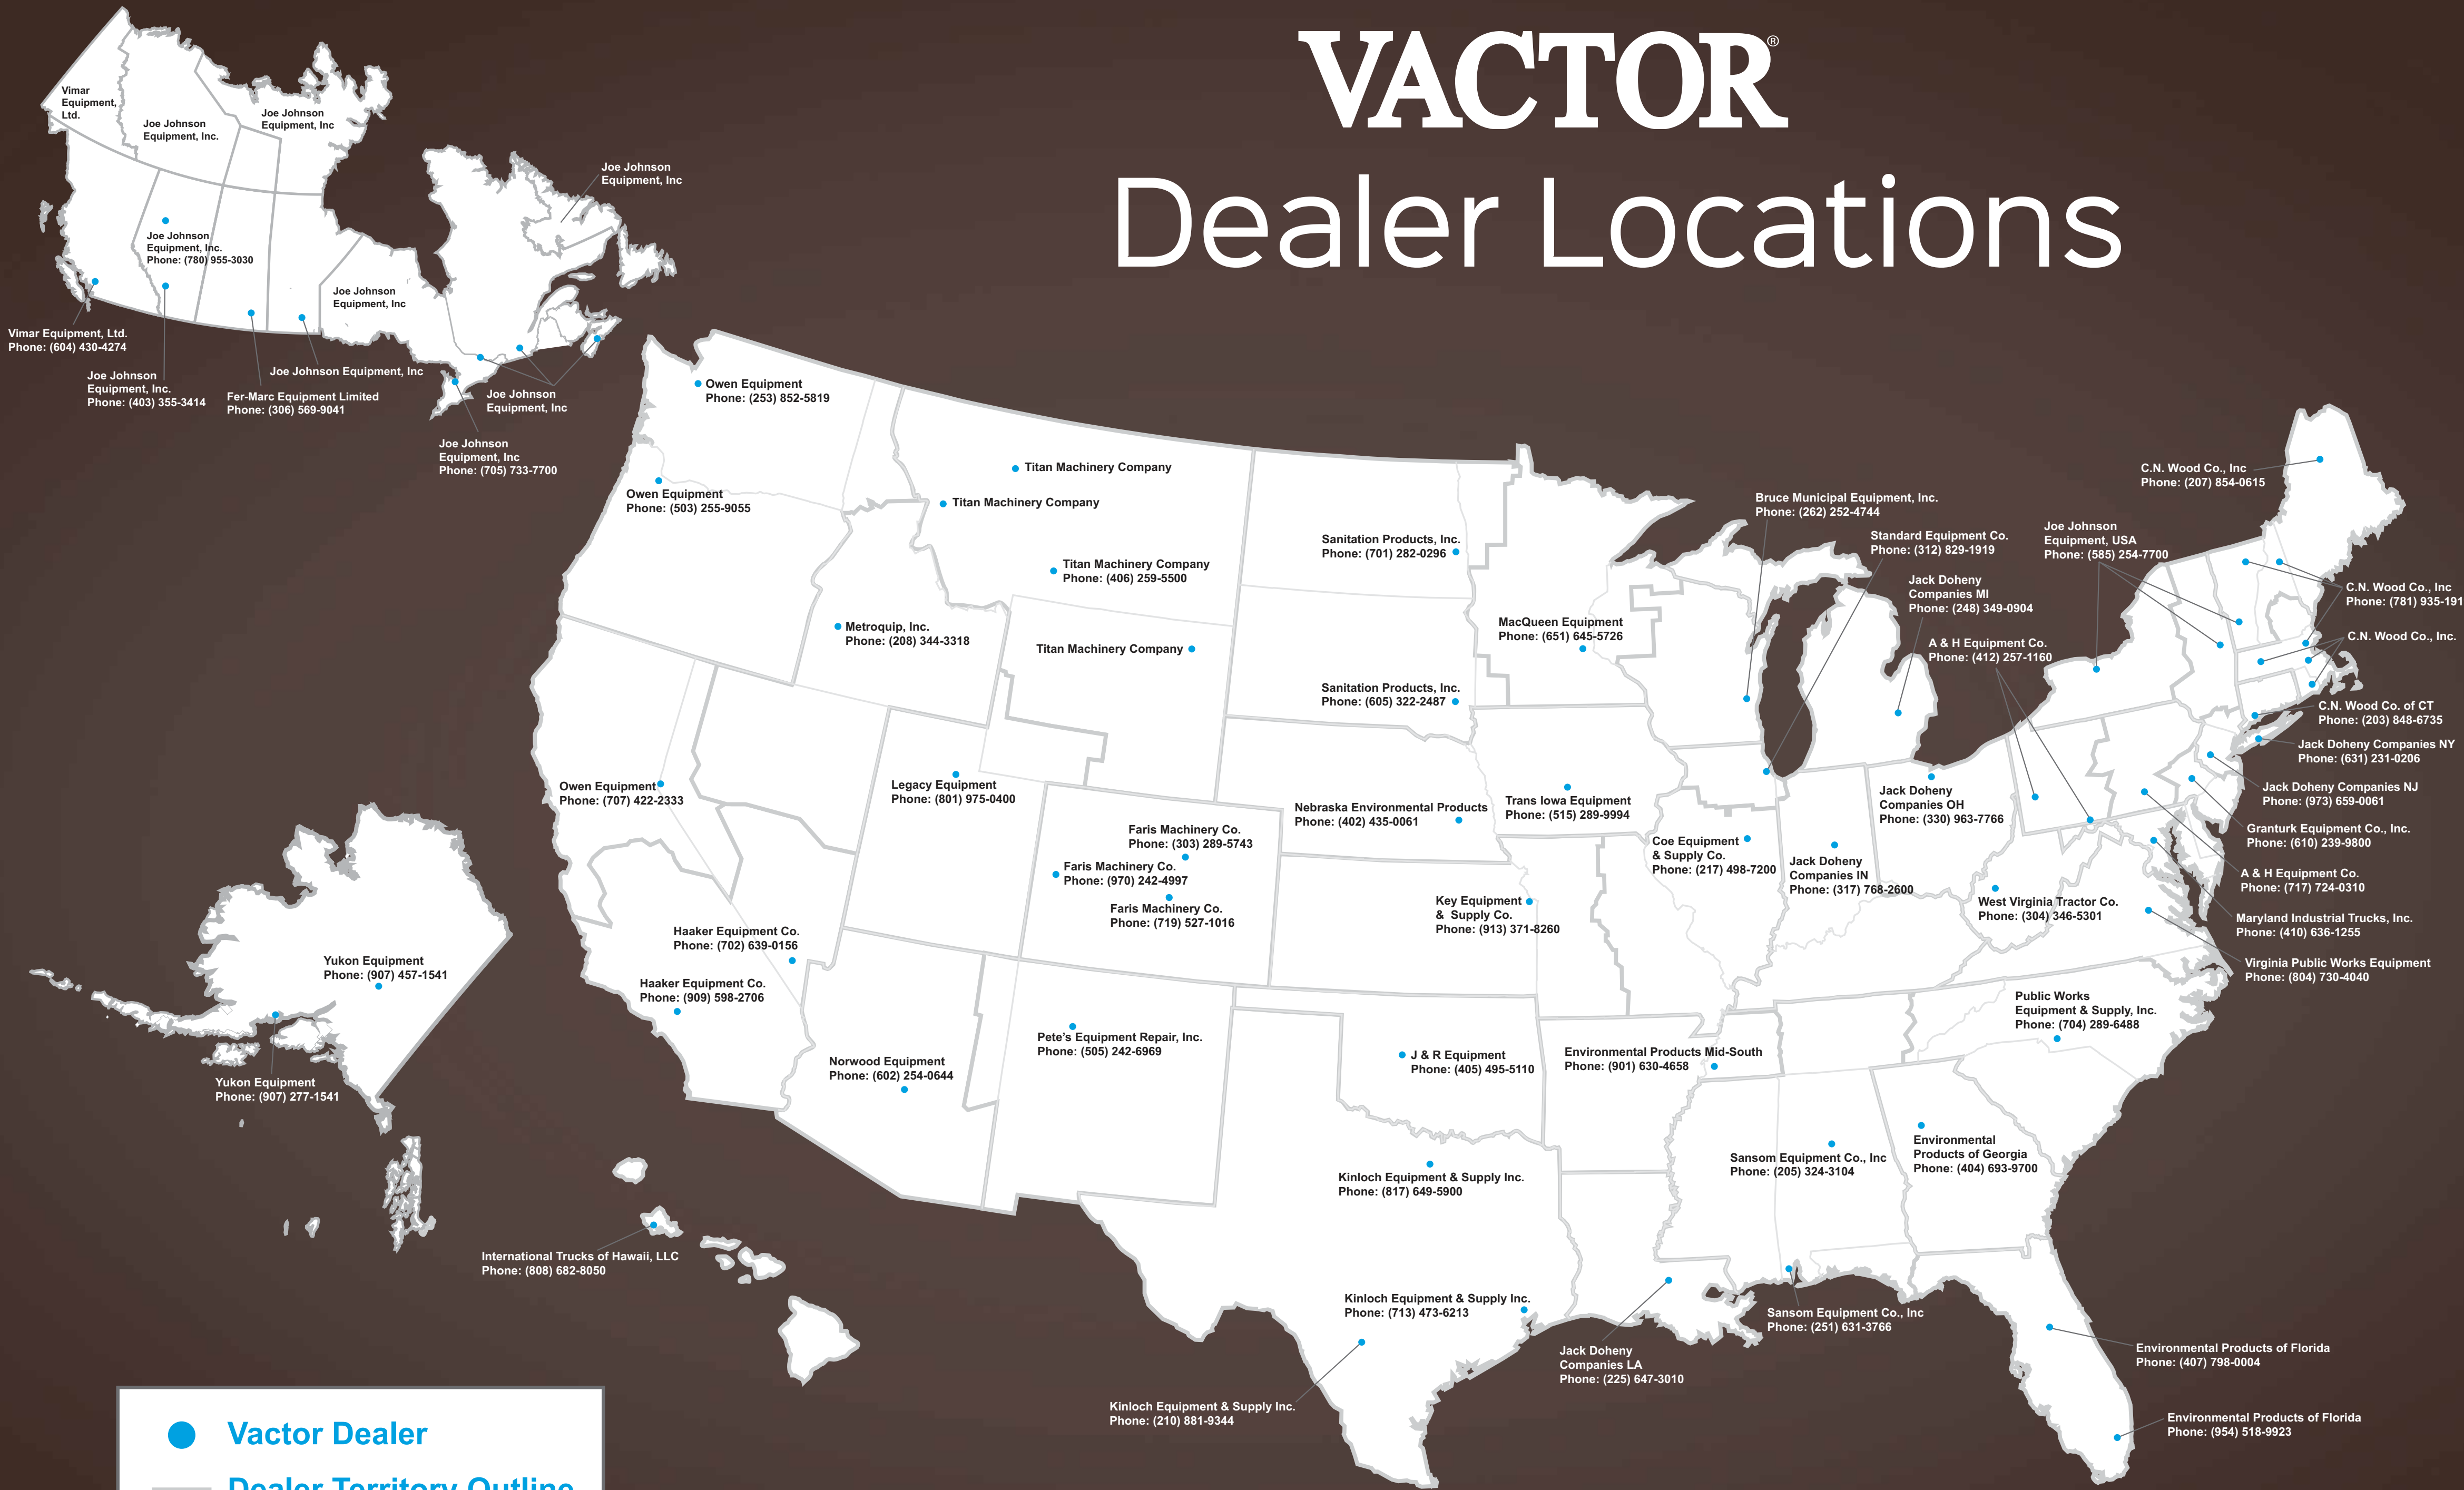 VACTOR®
Dealer Locations
Vimar
Equipment,
Ltd.
Joe Johnson
Equipment, Inc.
Joe Johnson
Equipment, Inc
Joe Johnson
Equipment, Inc
Joe Johnson
Equipment, Inc.
Phone: (780) 955-3030
Joe Johnson
Equipment, Inc
Vimar Equipment, Ltd.
Phone: (604) 430-4274
Joe Johnson
Equipment, Inc.
Phone: (403) 355-3414
Joe Johnson Equipment, Inc
Fer-Marc Equipment Limited
Phone: (306) 569-9041
Joe Johnson
Equipment, Inc
Joe Johnson
Equipment, Inc
Phone: (705) 733-7700
Owen Equipment
Phone: (253) 852-5819
Owen Equipment
Phone: (503) 255-9055
Titan Machinery Company
Titan Machinery Company
Titan Machinery Company
Phone: (406) 259-5500
Metroquip, Inc.
Phone: (208) 344-3318
Titan Machinery Company
Sanitation Products, Inc.
Phone: (701) 282-0296
Sanitation Products, Inc.
Phone: (605) 322-2487
MacQueen Equipment
Phone: (651) 645-5726
Bruce Municipal Equipment, Inc.
Phone: (262) 252-4744
Standard Equipment Co.
Phone: (312) 829-1919
Jack Doheny
Companies MI
Phone: (248) 349-0904
A & H Equipment Co.
Phone: (412) 257-1160
Joe Johnson
Equipment, USA
Phone: (585) 254-7700
C.N. Wood Co., Inc
Phone: (207) 854-0615
C.N. Wood Co., Inc
Phone: (781) 935-191
C.N. Wood Co., Inc.
C.N. Wood Co. of CT
Phone: (203) 848-6735
Jack Doheny Companies NY
Phone: (631) 231-0206
Jack Doheny Companies NJ
Phone: (973) 659-0061
Granturk Equipment Co., Inc.
Phone: (610) 239-9800
A & H Equipment Co.
Phone: (717) 724-0310
Maryland Industrial Trucks, Inc.
Phone: (410) 636-1255
Virginia Public Works Equipment
Phone: (804) 730-4040
Owen Equipment
Phone: (707) 422-2333
Legacy Equipment
Phone: (801) 975-0400
Faris Machinery Co.
Phone: (303) 289-5743
Faris Machinery Co.
Phone: (970) 242-4997
Faris Machinery Co.
Phone: (719) 527-1016
Nebraska Environmental Products
Phone: (402) 435-0061
Trans Iowa Equipment
Phone: (515) 289-9994
Coe Equipment
& Supply Co.
Phone: (217) 498-7200
Jack Doheny
Companies IN
Phone: (317) 768-2600
Jack Doheny
Companies OH
Phone: (330) 963-7766
West Virginia Tractor Co.
Phone: (304) 346-5301
Key Equipment
& Supply Co.
Phone: (913) 371-8260
Haaker Equipment Co.
Phone: (702) 639-0156
Haaker Equipment Co.
Phone: (909) 598-2706
Yukon Equipment
Phone: (907) 457-1541
Yukon Equipment
Phone: (907) 277-1541
Norwood Equipment
Phone: (602) 254-0644
Pete's Equipment Repair, Inc.
Phone: (505) 242-6969
J & R Equipment
Phone: (405) 495-5110
Environmental Products Mid-South
Phone: (901) 630-4658
Public Works
Equipment & Supply, Inc.
Phone: (704) 289-6488
Kinloch Equipment & Supply Inc.
Phone: (817) 649-5900
Sansom Equipment Co., Inc
Phone: (205) 324-3104
Environmental
Products of Georgia
Phone: (404) 693-9700
International Trucks of Hawaii, LLC
Phone: (808) 682-8050
Kinloch Equipment & Supply Inc.
Phone: (713) 473-6213
Kinloch Equipment & Supply Inc.
Phone: (210) 881-9344
Jack Doheny
Companies LA
Phone: (225) 647-3010
Sansom Equipment Co., Inc
Phone: (251) 631-3766
Environmental Products of Florida
Phone: (407) 798-0004
Environmental Products of Florida
Phone: (954) 518-9923
Vactor Dealer
Dealer Territory Outline